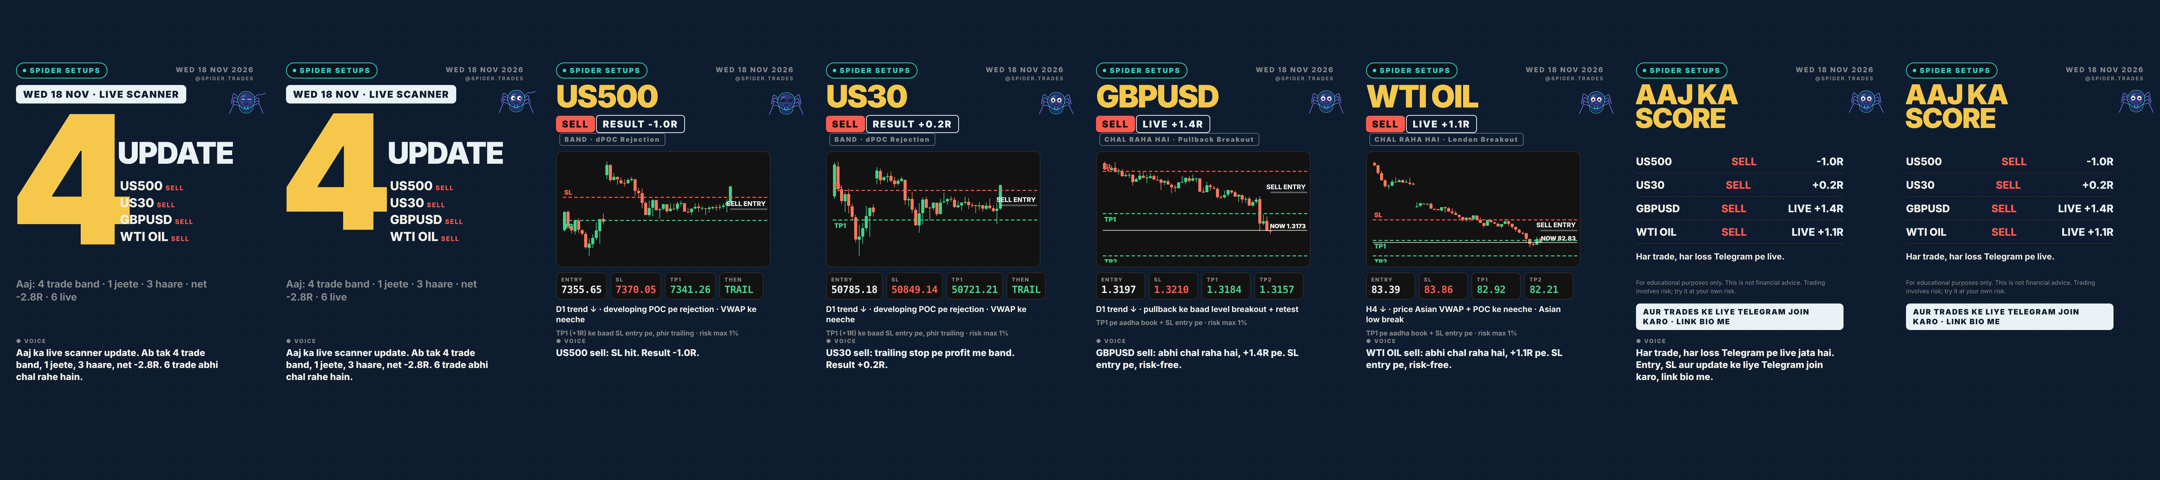 SPIDER SETUPS
WED 18 NOV 2026
@SPIDER.TRADES
WED 18 NOV · LIVE SCANNER
4
UPDATE
US500 SELL
US30 SELL
GBPUSD SELL
WTI OIL SELL
Aaj: 4 trade band · 1 jeete · 3 haare · net
-2.8R · 6 live
VOICE
Aaj ka live scanner update. Ab tak 4 trade
band, 1 jeete, 3 haare, net -2.8R. 6 trade abhi
chal rahe hain.
SPIDER SETUPS
WED 18 NOV 2026
@SPIDER.TRADES
WED 18 NOV · LIVE SCANNER
4
UPDATE
US500 SELL
US30 SELL
GBPUSD SELL
WTI OIL SELL
Aaj: 4 trade band · 1 jeete · 3 haare · net
-2.8R · 6 live
VOICE
Aaj ka live scanner update. Ab tak 4 trade
band, 1 jeete, 3 haare, net -2.8R. 6 trade abhi
chal rahe hain.
SPIDER SETUPS
WED 18 NOV 2026
@SPIDER.TRADES
US500
SELL RESULT -1.0R
BAND · dPOC Rejection
SL
SELL ENTRY
ENTRY SL TP1 THEN
7355.65 7370.05 7341.26 TRAIL
D1 trend ↓ · developing POC pe rejection · VWAP ke
neeche
TP1 (+1R) ke baad SL entry pe, phir trailing · risk max 1%
VOICE
US500 sell: SL hit. Result -1.0R.
SPIDER SETUPS
WED 18 NOV 2026
@SPIDER.TRADES
US30
SELL RESULT +0.2R
BAND · dPOC Rejection
SELL ENTRY
TP1
ENTRY SL TP1 THEN
50785.18 50849.14 50721.21 TRAIL
D1 trend ↓ · developing POC pe rejection · VWAP ke
neeche
TP1 (+1R) ke baad SL entry pe, phir trailing · risk max 1%
VOICE
US30 sell: trailing stop pe profit me band.
Result +0.2R.
SPIDER SETUPS
WED 18 NOV 2026
@SPIDER.TRADES
GBPUSD
SELL LIVE +1.4R
CHAL RAHA HAI · Pullback Breakout
SELL ENTRY
TP1
NOW 1.3173
TP2
ENTRY SL TP1 TP2
1.3197 1.3210 1.3184 1.3157
D1 trend ↓ · pullback ke baad level breakout + retest
TP1 pe aadha book + SL entry pe · risk max 1%
VOICE
GBPUSD sell: abhi chal raha hai, +1.4R pe. SL
entry pe, risk-free.
SPIDER SETUPS
WED 18 NOV 2026
@SPIDER.TRADES
WTI OIL
SELL LIVE +1.1R
CHAL RAHA HAI · London Breakout
SL
SELL ENTRY
NOW 82.83
TP1
TP2
ENTRY SL TP1 TP2
83.39 83.86 82.92 82.21
H4 ↓ · price Asian VWAP + POC ke neeche · Asian
low break
TP1 pe aadha book + SL entry pe · risk max 1%
VOICE
WTI OIL sell: abhi chal raha hai, +1.1R pe. SL
entry pe, risk-free.
SPIDER SETUPS
WED 18 NOV 2026
@SPIDER.TRADES
AAJ KA
SCORE
US500 SELL -1.0R
US30 SELL +0.2R
GBPUSD SELL LIVE +1.4R
WTI OIL SELL LIVE +1.1R
Har trade, har loss Telegram pe live.
For educational purposes only. This is not financial advice. Trading
involves risk; try it at your own risk.
AUR TRADES KE LIYE TELEGRAM JOIN
KARO · LINK BIO ME
VOICE
Har trade, har loss Telegram pe live jata hai.
Entry, SL aur update ke liye Telegram join
karo, link bio me.
SPIDER SETUPS
WED 18 NOV 2026
@SPIDER.TRADES
AAJ KA
SCORE
US500 SELL -1.0R
US30 SELL +0.2R
GBPUSD SELL LIVE +1.4R
WTI OIL SELL LIVE +1.1R
Har trade, har loss Telegram pe live.
For educational purposes only. This is not financial advice. Trading
involves risk; try it at your own risk.
AUR TRADES KE LIYE TELEGRAM JOIN
KARO · LINK BIO ME